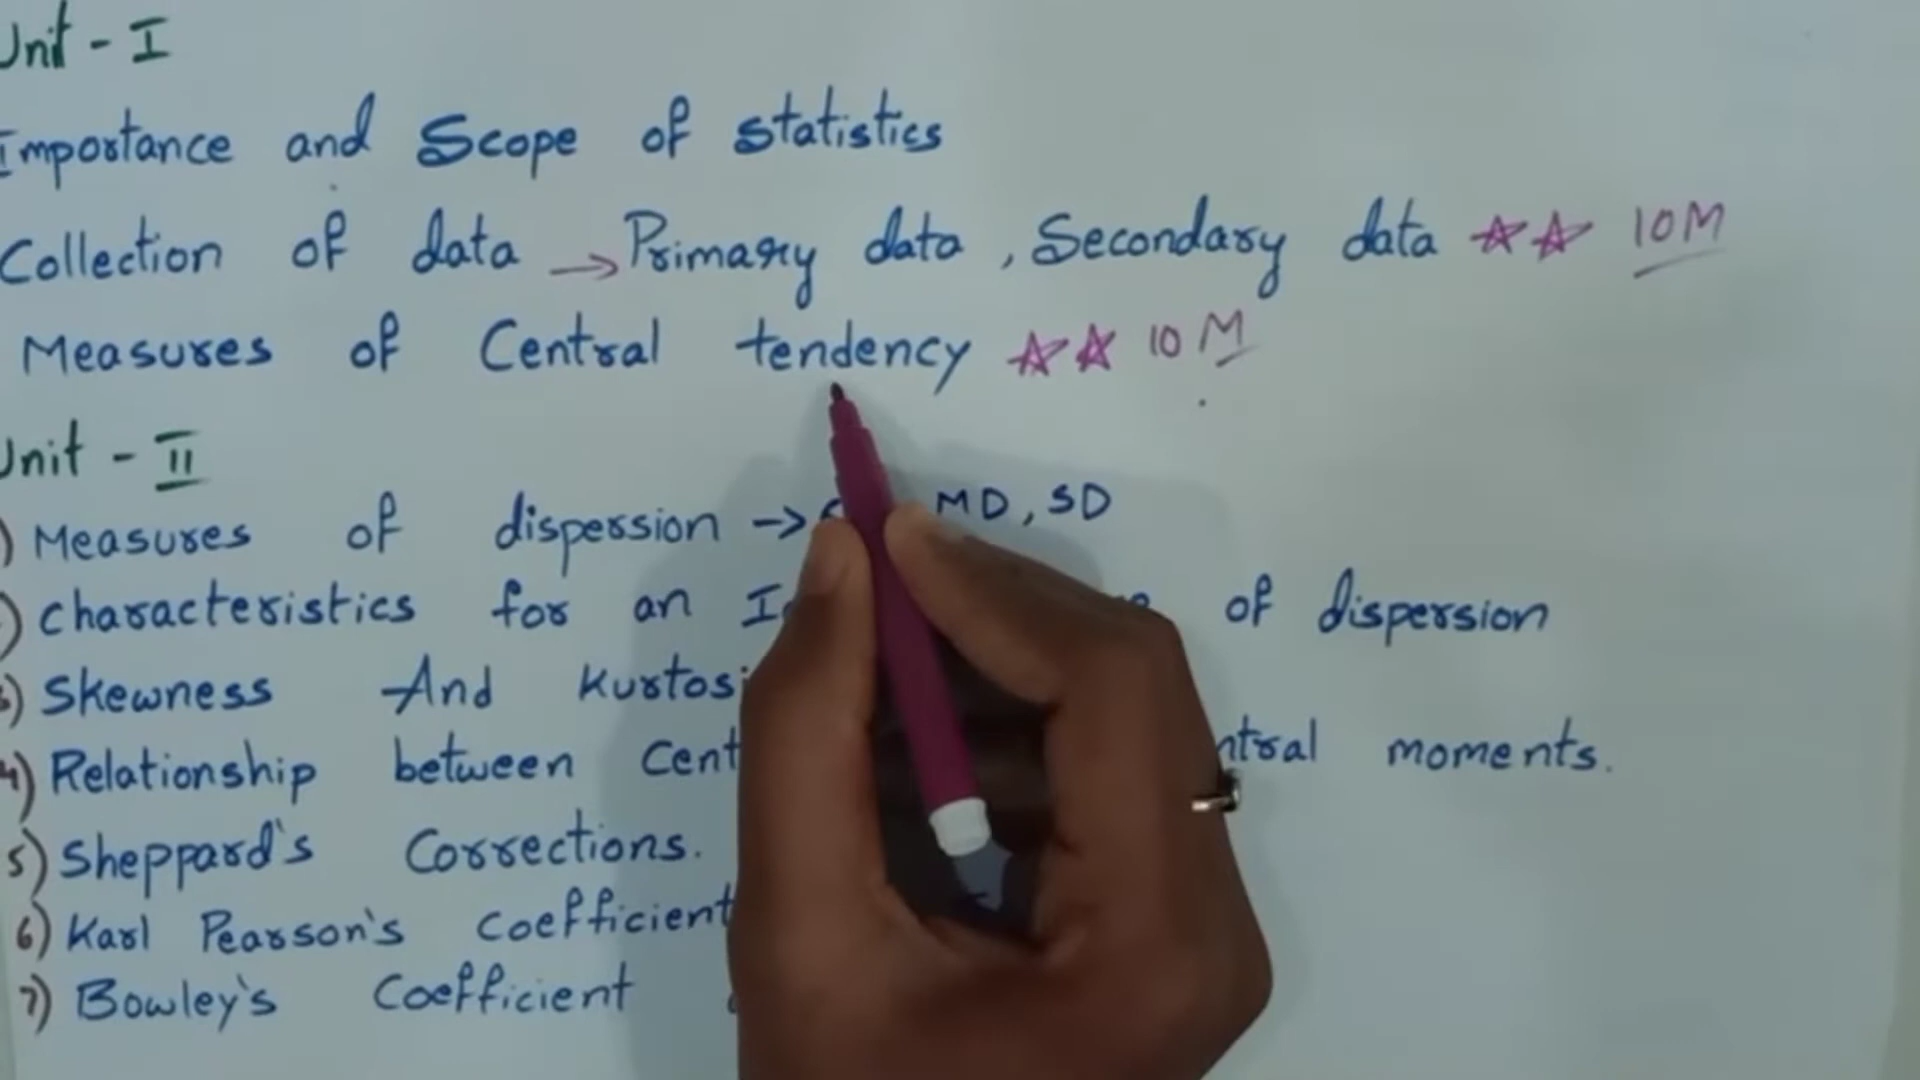 Unit - I
Importance and Scope of Statistics
Collection of data → Primary data , Secondary data ☆☆ 10M
Measures of Central tendency ☆☆ 10 M
Unit - II
) Measures of dispersion → MD, SD
) Characteristics for an of dispersion
) Skewness And
4) Relationship between moments.
5) Sheppard's Corrections.
6) Karl Pearson's coefficient
7) Bowley's Coefficient